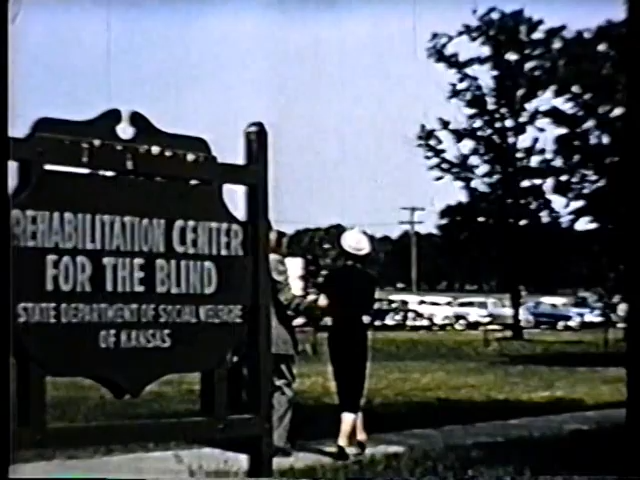 REHABILITATION CENTER
FOR THE BLIND
STATE DEPARTMENT OF SOCIAL WELFARE
OF KANSAS